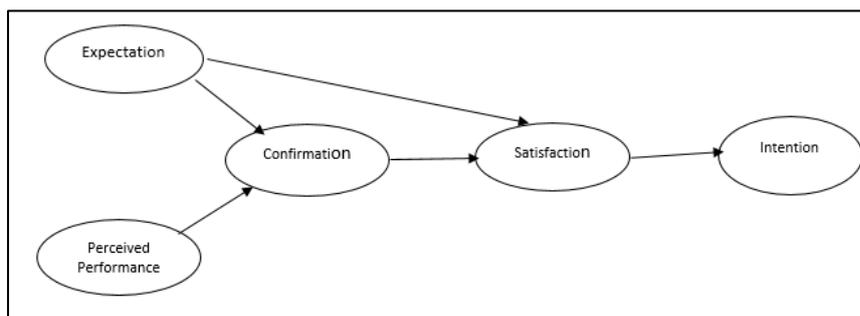 Expectation
Confirmation
Satisfaction
Intention
Perceived
Performance